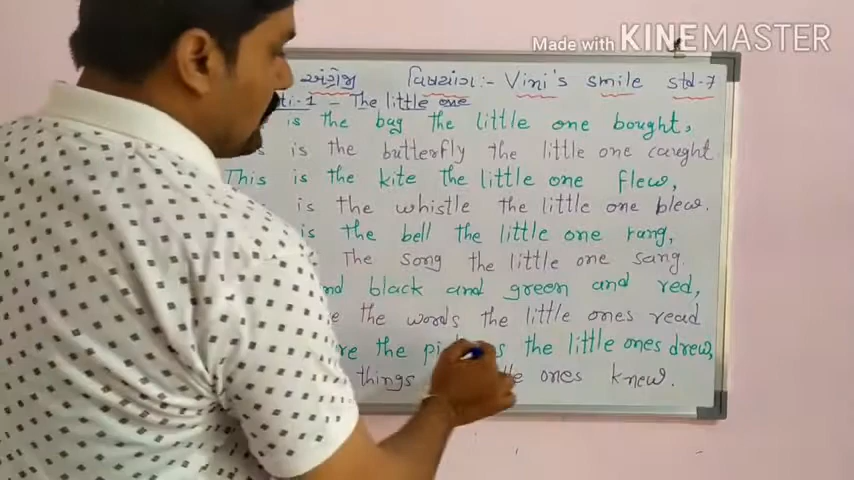 Made with KINEMASTER
અંગ્રેજી વિષયાંગ:- Vini's smile std-7
-1 - The little one
is the bag the little one bought,
is the butterfly the little one caught
This is the kite the little one flew,
is the whistle the little one blew.
is the bell the little one rang,
The song the little one sang.
black and green and red,
the words the little ones read
the the little ones drew,
things ones knew.